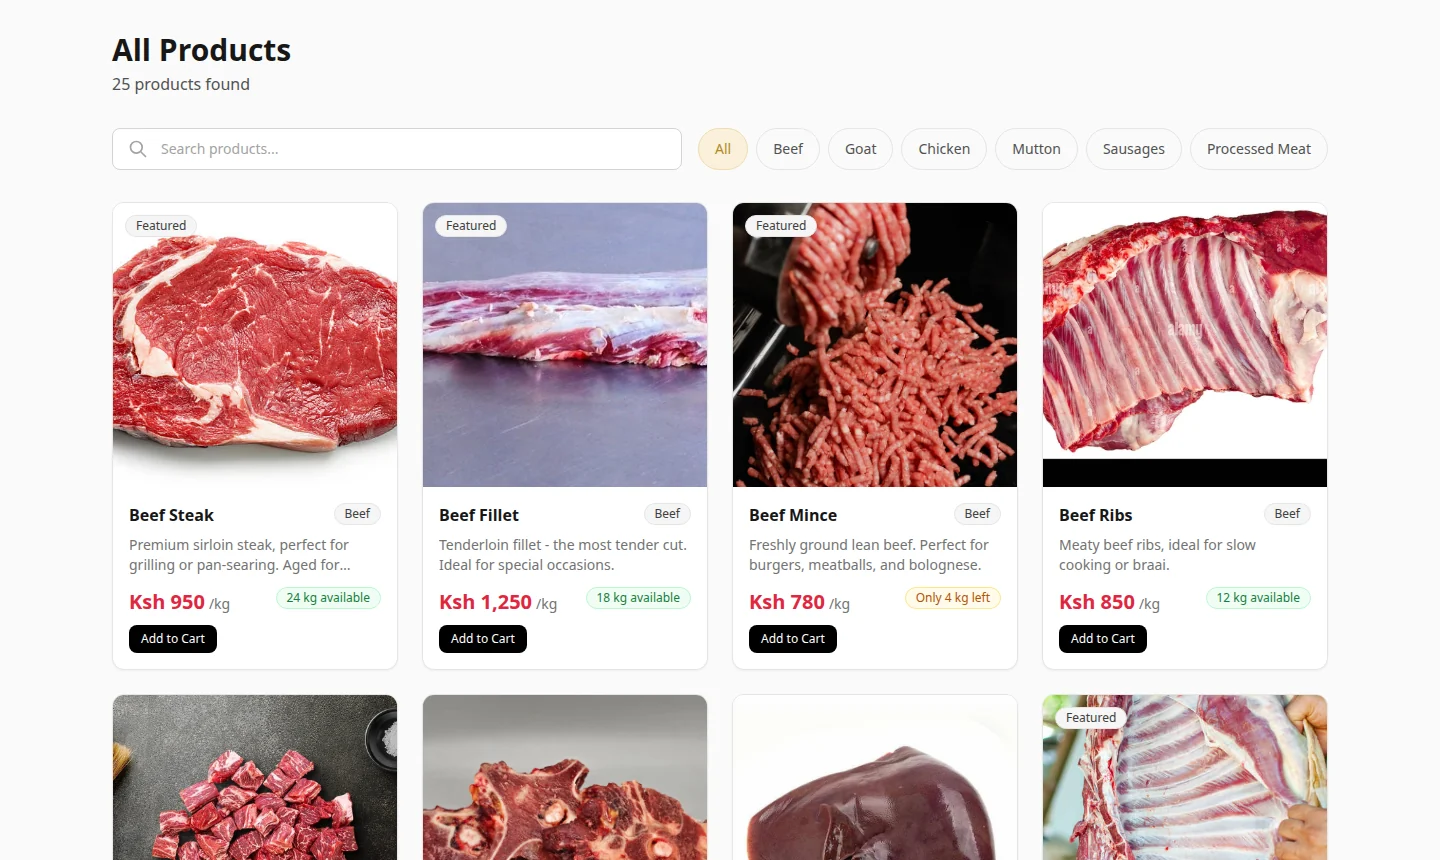 All Products
25 products found
Search products...
All
Beef
Goat
Chicken
Mutton
Sausages
Processed Meat
Featured
Featured
Featured
alamy
Beef Steak
Beef
Premium sirloin steak, perfect for
grilling or pan-searing. Aged for...
Ksh 950 /kg
24 kg available
Add to Cart
Beef Fillet
Beef
Tenderloin fillet - the most tender cut.
Ideal for special occasions.
Ksh 1,250 /kg
18 kg available
Add to Cart
Beef Mince
Beef
Freshly ground lean beef. Perfect for
burgers, meatballs, and bolognese.
Ksh 780 /kg
Only 4 kg left
Add to Cart
Beef Ribs
Beef
Meaty beef ribs, ideal for slow
cooking or braai.
Ksh 850 /kg
12 kg available
Add to Cart
Featured